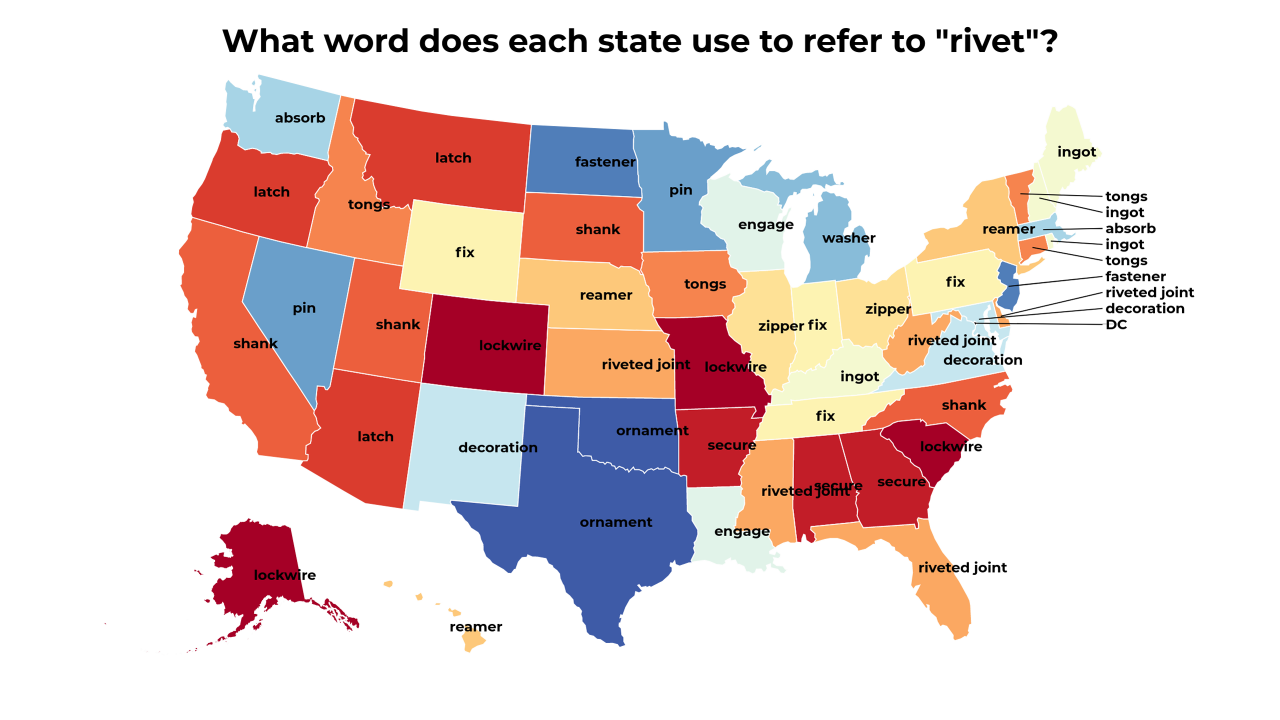 What word does each state use to refer to "rivet"?
absorb
latch
fastener
ingot
pin
latch
tongs
tongs
ingot
shank
engage
reamer
absorb
washer
ingot
fix
tongs
fastener
tongs
fix
reamer
riveted joint
pin
zipper
decoration
shank
zipper
fix
DC
shank
lockwire
riveted joint
decoration
riveted joint
lockwire
ingot
shank
fix
latch
ornament
decoration
secure
lockwire
secure
riveted joint
secure
ornament
engage
riveted joint
lockwire
reamer